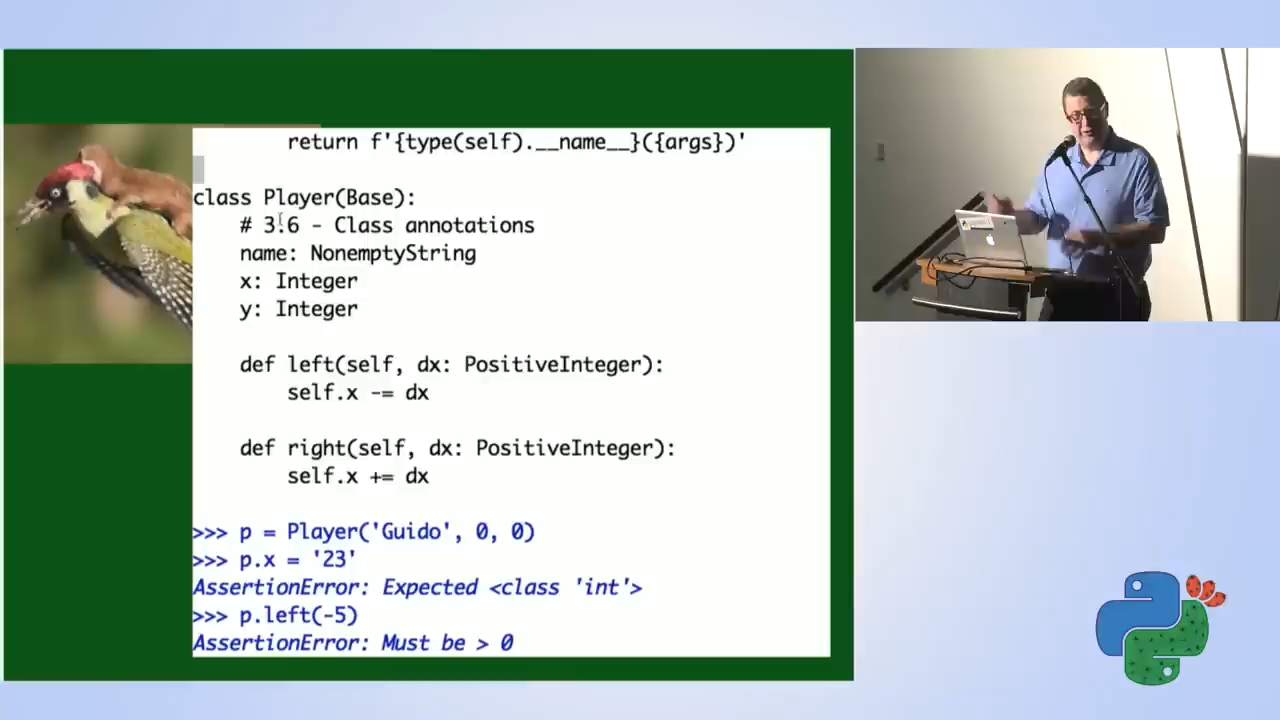 return f'{type(self).__name__}({args})'
class Player(Base):
    # 3.6 - Class annotations
    name: NonemptyString
    x: Integer
    y: Integer
    def left(self, dx: PositiveInteger):
        self.x -= dx
    def right(self, dx: PositiveInteger):
        self.x += dx
>>> p = Player('Guido', 0, 0)
>>> p.x = '23'
AssertionError: Expected <class 'int'>
>>> p.left(-5)
AssertionError: Must be > 0